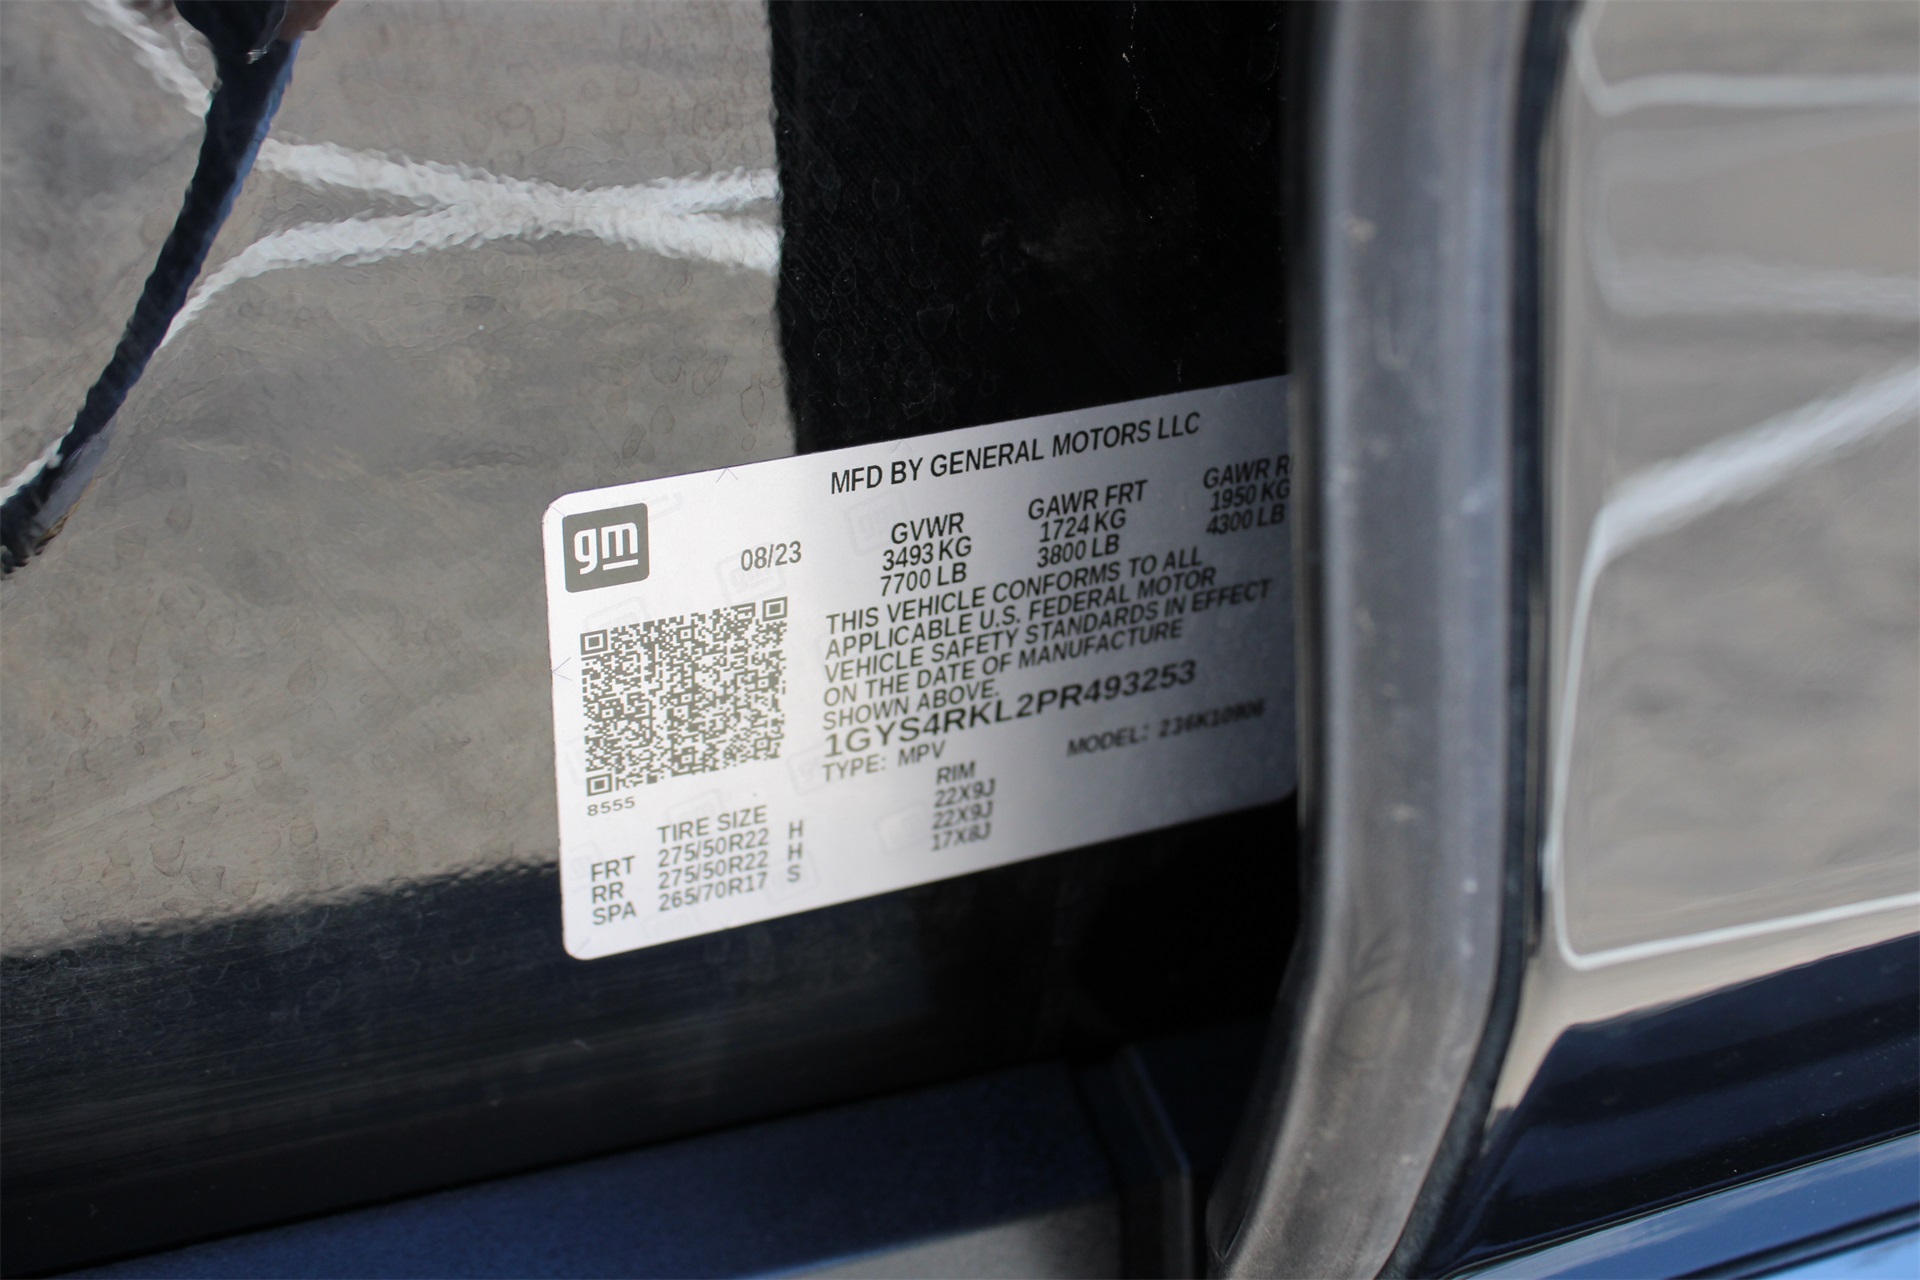 MFD BY GENERAL MOTORS LLC
gm
08/23
GVWR
3493 KG
7700 LB
GAWR FRT
1724 KG
3800 LB
GAWR
1950 KG
4300 LB
THIS VEHICLE CONFORMS TO ALL
APPLICABLE U.S. FEDERAL MOTOR
VEHICLE SAFETY STANDARDS IN EFFECT
ON THE DATE OF MANUFACTURE
SHOWN ABOVE.
1GYS4RKL2PR493253
TYPE: MPV
MODEL:
8555
TIRE SIZE RIM
FRT 275/50R22 H 22X9J
RR 275/50R22 H 22X9J
SPA 265/70R17 S 17X8J